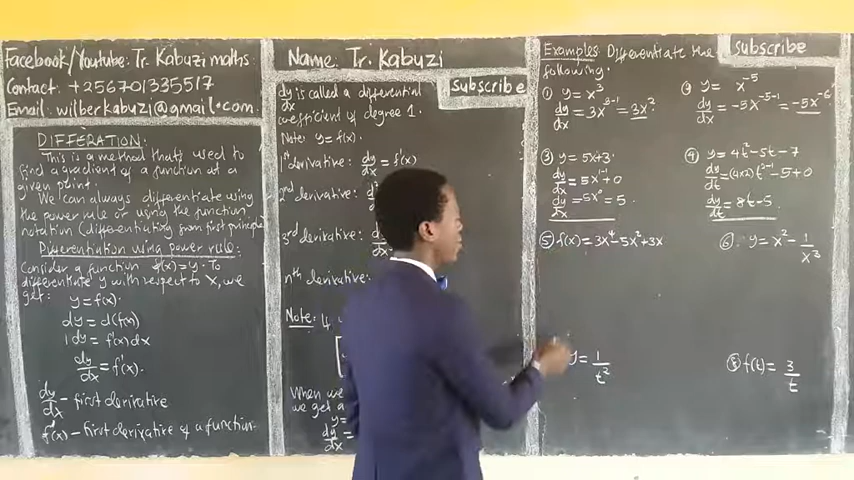 Facebook/Youtube: Tr. Kabuzi maths
Contact: +256701335517
Email: wilberkabuzi@gmail.com
DIFFERATION
This is a method that's used to
find a gradient of a function at a
given point.
We can always differentiate using
the power rule or using the function
notation (differentiating from first principle)
Differentiation using power rule:
Consider a function f(x)=y. To
differentiate y with respect to x, we
get:
y=f(x)
dy=d(f(x))
1dy=f'(x)dx
dy/dx=f'(x).
dy/dx - first derivative
f'(x) - first derivative of a function
Name: Tr. Kabuzi
Subscribe
dy/dx is called a differential
coefficient of degree 1.
Note: y=f(x).
1st derivative: dy/dx = f'(x)
2nd derivative:
3rd derivative:
nth derivative:
Note:
When we
we get a
y=
dy/dx
Examples: Differentiate the
following.
Subscribe
① y=x³
dy/dx=3x³⁻¹=3x²
y=x⁻⁵
dy/dx=-5x⁻⁵⁻¹=-5x⁻⁶
③ y=5x+3
dy/dx=5x¹⁻¹+0
dy/dx=5x⁰=5
④ y=4t²-5t-7
dy/dt=(4x2)t²⁻¹-5+0
dy/dt=8t-5
⑤ f(x)=3x⁴-5x²+3x
⑥ y=x²-1/x³
y=1/t²
⑧ f(t)=3/t